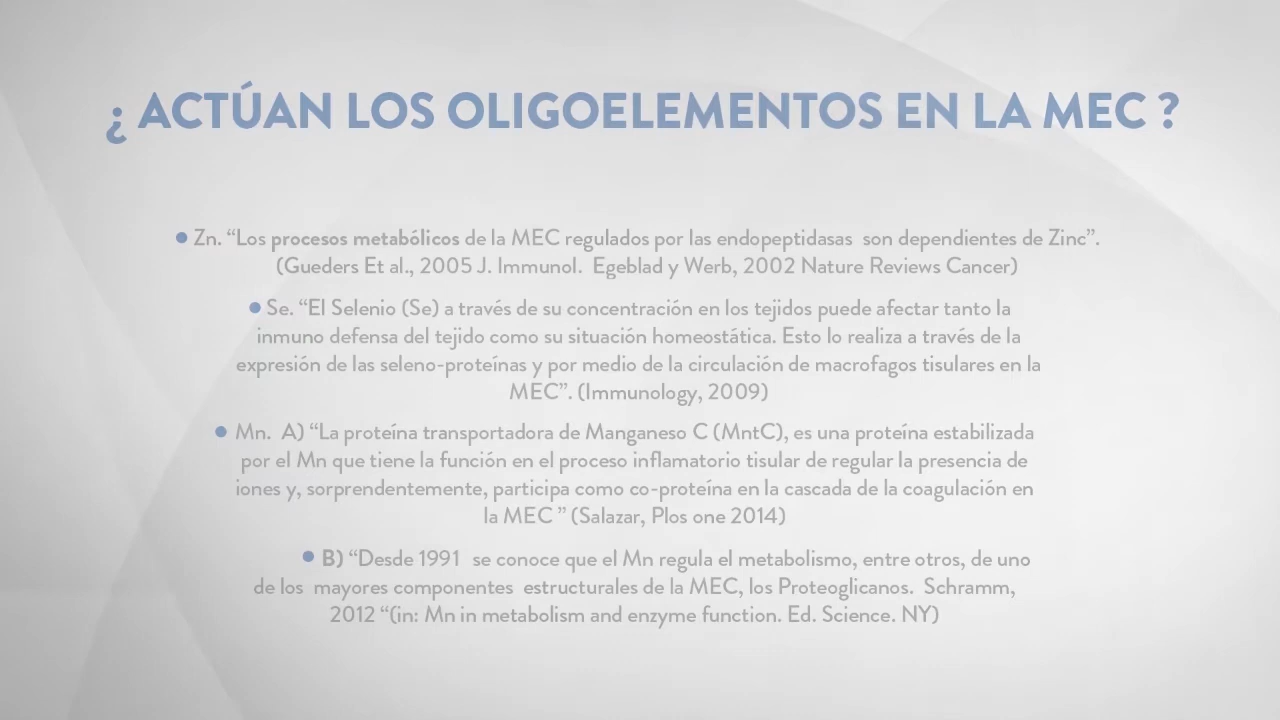 ¿ ACTÚAN LOS OLIGOELEMENTOS EN LA MEC ?
• Zn. “Los procesos metabólicos de la MEC regulados por las endopeptidasas son dependientes de Zinc”.
(Gueders Et al., 2005 J. Immunol. Egeblad y Werb, 2002 Nature Reviews Cancer)
• Se. “El Selenio (Se) a través de su concentración en los tejidos puede afectar tanto la
inmuno defensa del tejido como su situación homeostática. Esto lo realiza a través de la
expresión de las seleno-proteínas y por medio de la circulación de macrofagos tisulares en la
MEC”. (Immunology, 2009)
• Mn. A) “La proteína transportadora de Manganeso C (MntC), es una proteína estabilizada
por el Mn que tiene la función en el proceso inflamatorio tisular de regular la presencia de
iones y, sorprendentemente, participa como co-proteína en la cascada de la coagulación en
la MEC ” (Salazar, Plos one 2014)
• B) “Desde 1991 se conoce que el Mn regula el metabolismo, entre otros, de uno
de los mayores componentes estructurales de la MEC, los Proteoglicanos. Schramm,
2012 “(in: Mn in metabolism and enzyme function. Ed. Science. NY)